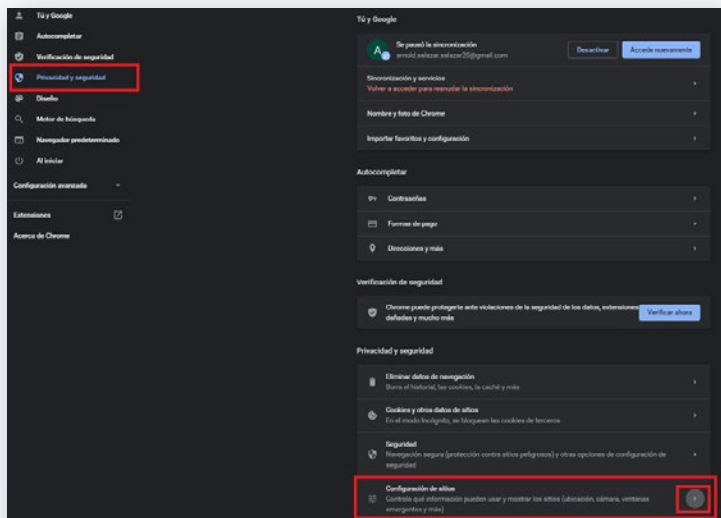 Tú y Google
Autocompletar
Verificación de seguridad
Privacidad y seguridad
Diseño
Motor de búsqueda
Navegador predeterminado
Al iniciar
Configuración avanzada
Extensiones
Acerca de Chrome
Tú y Google
A
Se pausó la sincronización
arnold.salazar.salazar25@gmail.com
Desactivar
Accede nuevamente
Sincronización y servicios
Volver a acceder para reanudar la sincronización
Nombre y foto de Chrome
Importar favoritos y configuración
Autocompletar
Contraseñas
Formas de pago
Direcciones y más
Verificación de seguridad
Chrome puede protegerte ante violaciones de la seguridad de los datos, extensiones
dañadas y mucho más
Verificar ahora
Privacidad y seguridad
Eliminar datos de navegación
Borra el historial, las cookies, la caché y más
Cookies y otros datos de sitios
En el modo Incógnito, se bloquean las cookies de terceros
Seguridad
Navegación segura (protección contra sitios peligrosos) y otras opciones de configuración de
seguridad
Configuración de sitios
Controla qué información pueden usar y mostrar los sitios (ubicación, cámara, ventanas
emergentes y más)